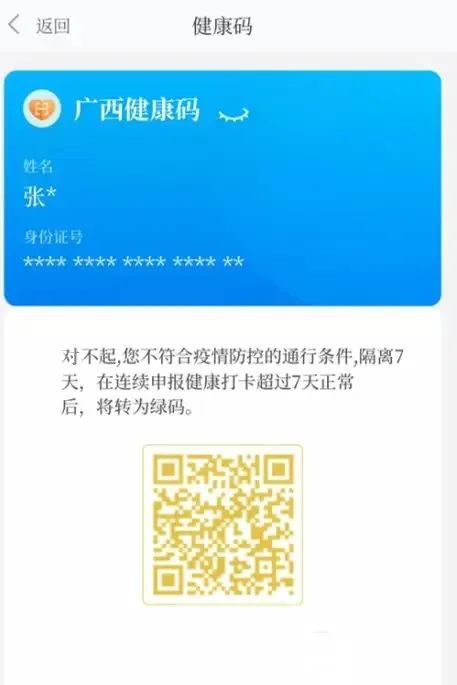 返回
健康码
广西健康码
姓名
张*
身份证号
**** **** **** **** **
对不起,您不符合疫情防控的通行条件,隔离7
天，在连续申报健康打卡超过7天正常
后，将转为绿码。